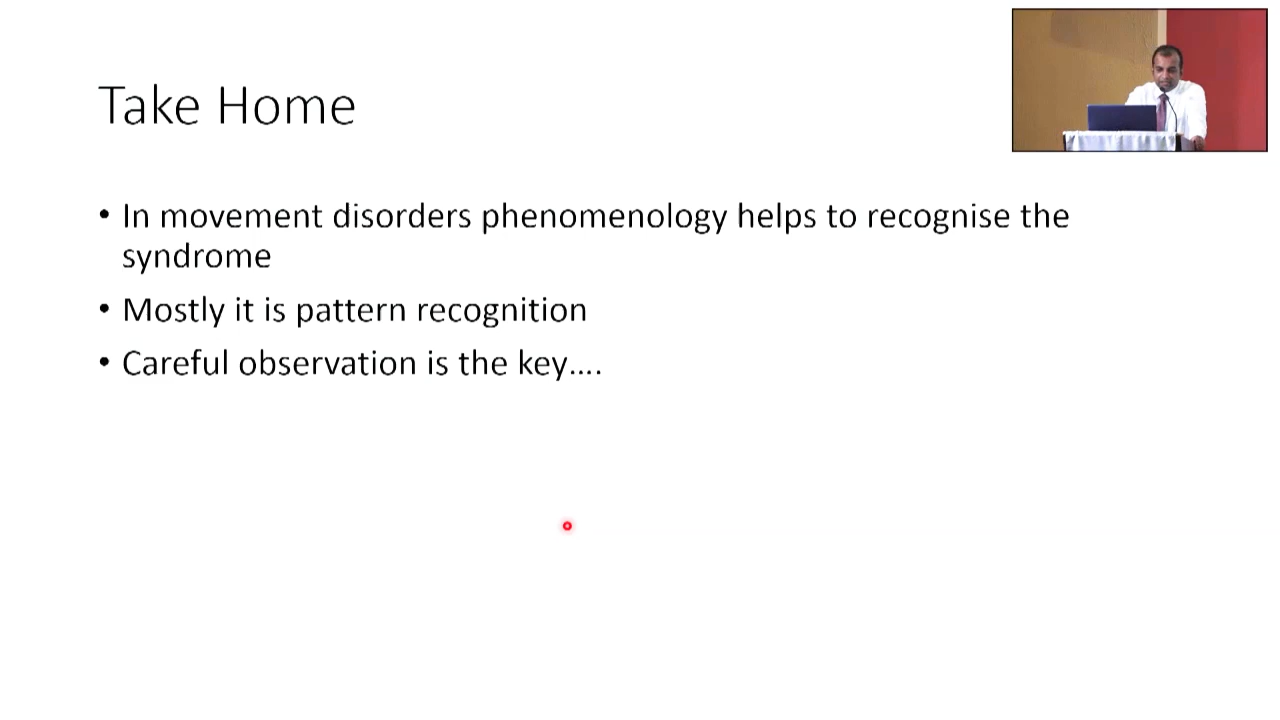 Take Home
• In movement disorders phenomenology helps to recognise the
syndrome
• Mostly it is pattern recognition
• Careful observation is the key....